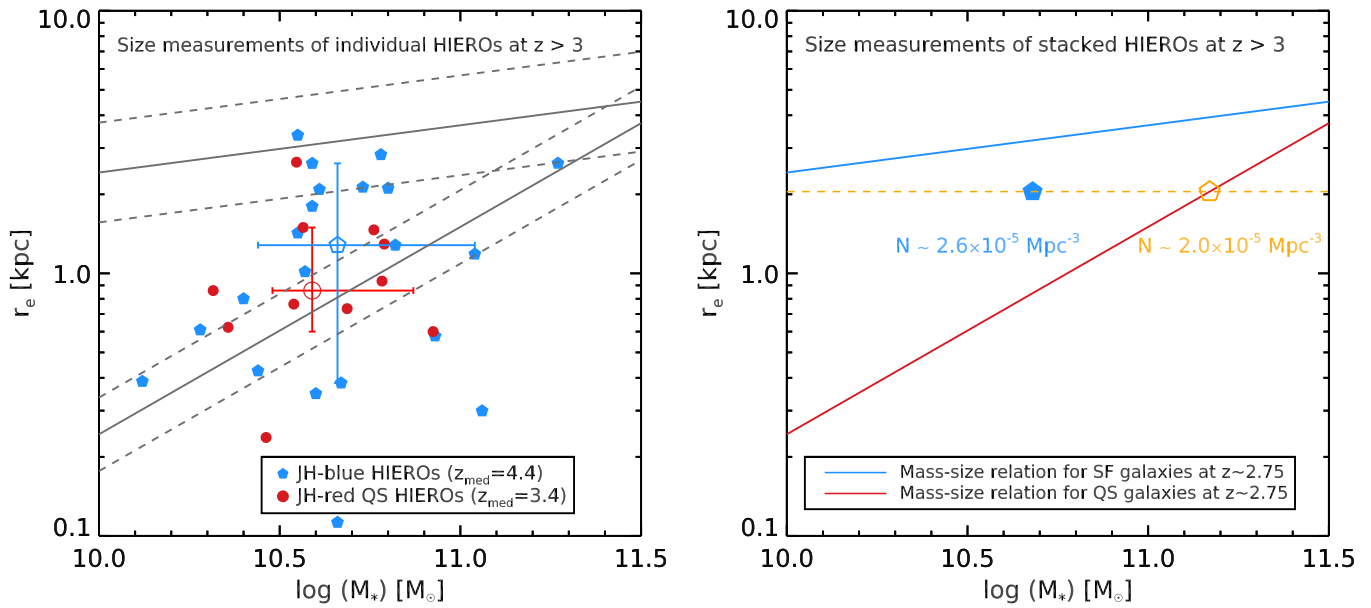 Size measurements of individual HIEROs at z > 3
10.0
1.0
0.1
r_e [kpc]
JH-blue HIEROs (z_med=4.4)
JH-red QS HIEROs (z_med=3.4)
10.0 10.5 11.0 11.5
log (M_*) [M_☉]
Size measurements of stacked HIEROs at z > 3
10.0
1.0
0.1
r_e [kpc]
N ~ 2.6×10^-5 Mpc^-3
N ~ 2.0×10^-5 Mpc^-3
Mass-size relation for SF galaxies at z~2.75
Mass-size relation for QS galaxies at z~2.75
10.0 10.5 11.0 11.5
log (M_*) [M_☉]